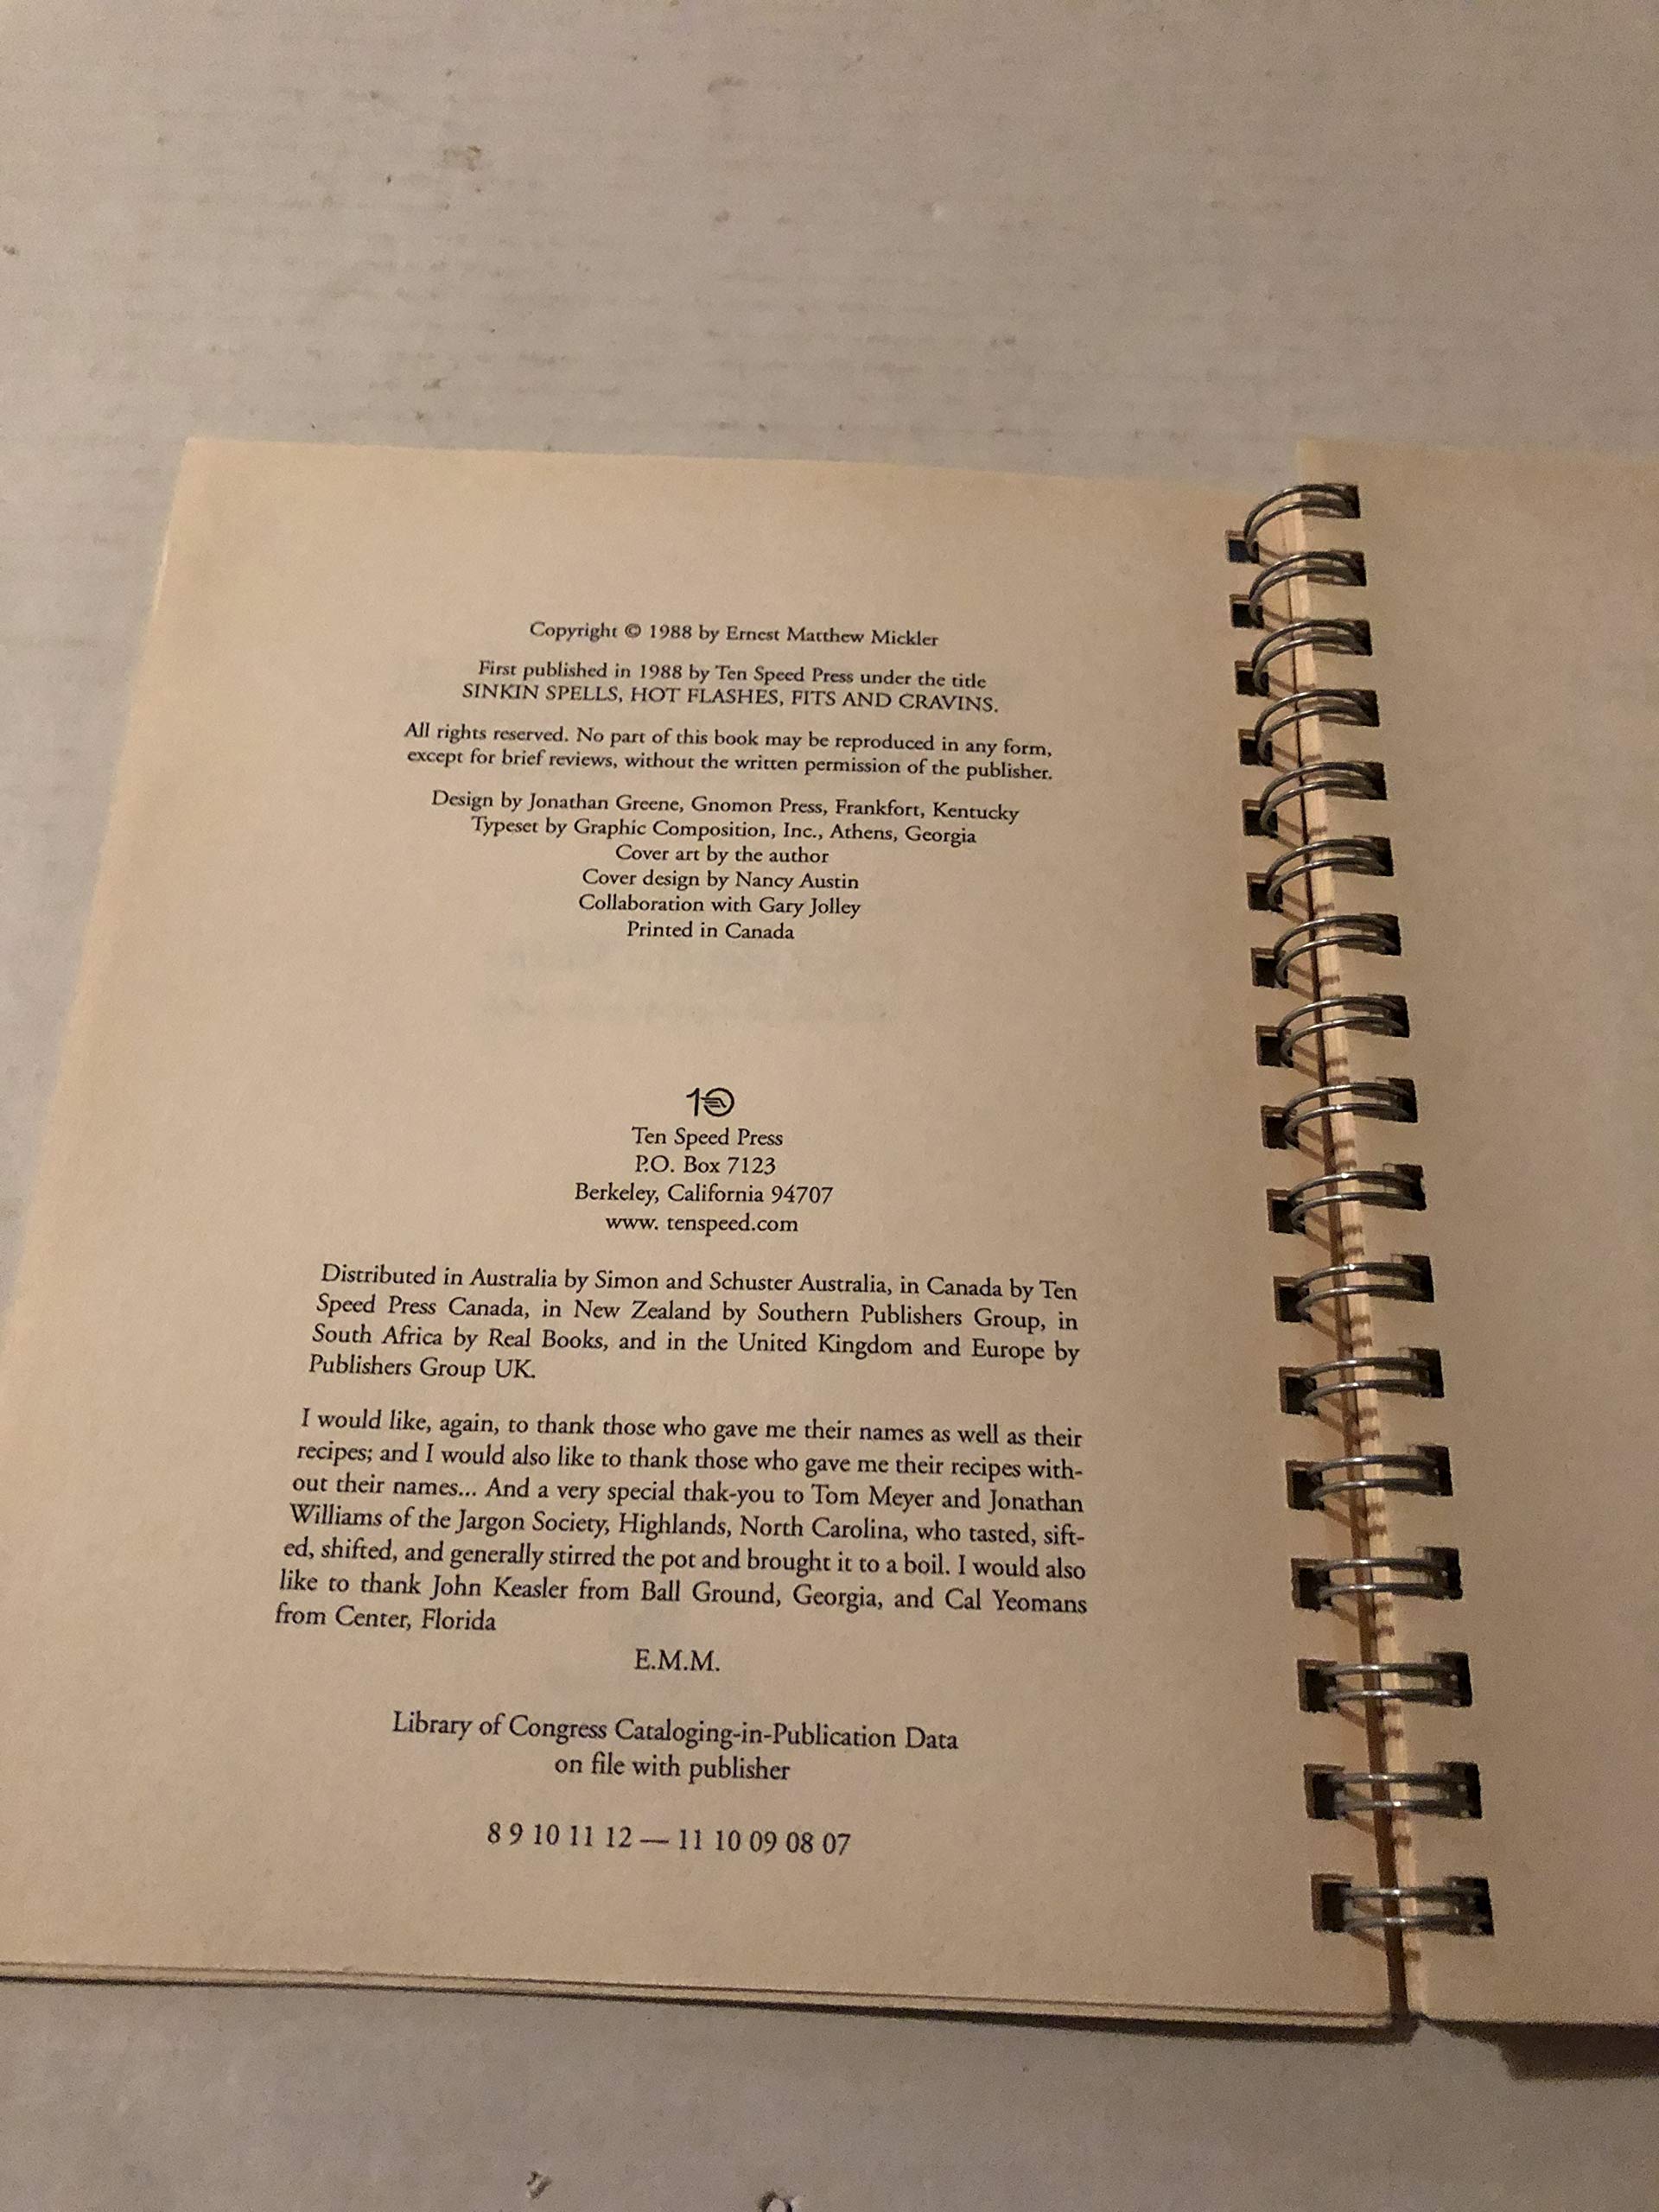 Copyright © 1988 by Ernest Matthew Mickler
First published in 1988 by Ten Speed Press under the title
SINKIN SPELLS, HOT FLASHES, FITS AND CRAVINS.
All rights reserved. No part of this book may be reproduced in any form,
except for brief reviews, without the written permission of the publisher.
Design by Jonathan Greene, Gnomon Press, Frankfort, Kentucky
Typeset by Graphic Composition, Inc., Athens, Georgia
Cover art by the author
Cover design by Nancy Austin
Collaboration with Gary Jolley
Printed in Canada
10
Ten Speed Press
P.O. Box 7123
Berkeley, California 94707
www. tenspeed.com
Distributed in Australia by Simon and Schuster Australia, in Canada by Ten
Speed Press Canada, in New Zealand by Southern Publishers Group, in
South Africa by Real Books, and in the United Kingdom and Europe by
Publishers Group UK.
I would like, again, to thank those who gave me their names as well as their
recipes; and I would also like to thank those who gave me their recipes with-
out their names... And a very special thak-you to Tom Meyer and Jonathan
Williams of the Jargon Society, Highlands, North Carolina, who tasted, sift-
ed, shifted, and generally stirred the pot and brought it to a boil. I would also
like to thank John Keasler from Ball Ground, Georgia, and Cal Yeomans
from Center, Florida
E.M.M.
Library of Congress Cataloging-in-Publication Data
on file with publisher
8 9 10 11 12 — 11 10 09 08 07